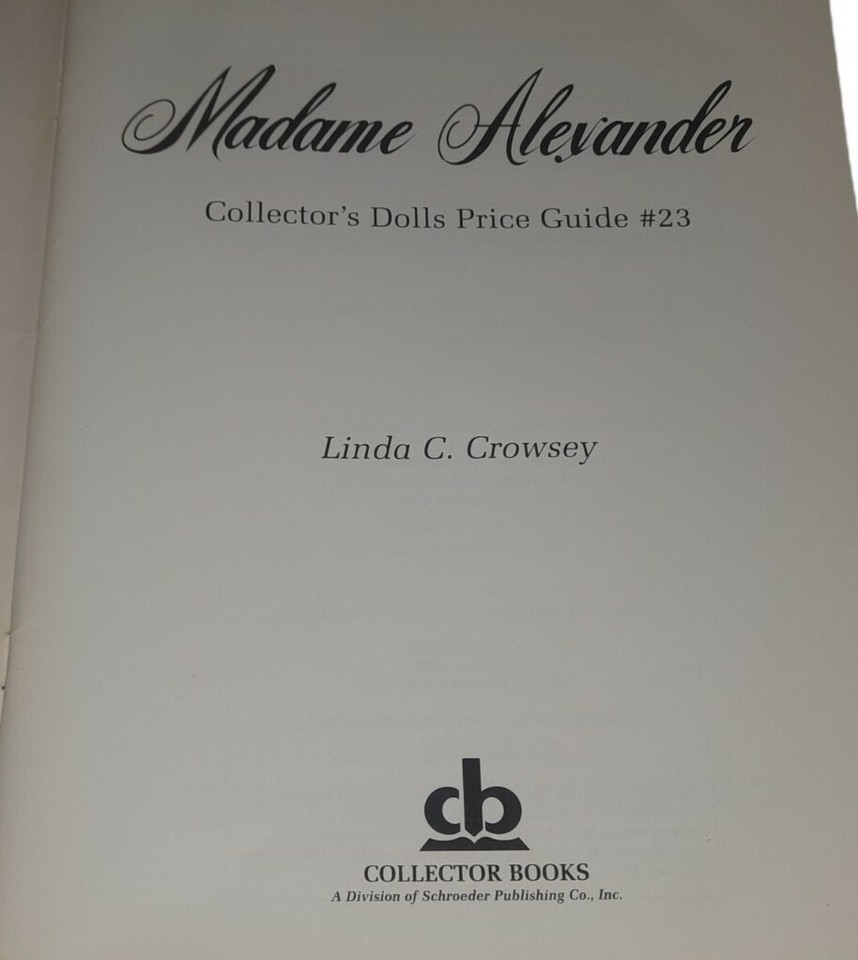 Madame Alexander
Collector's Dolls Price Guide #23
Linda C. Crowsey
cb
COLLECTOR BOOKS
A Division of Schroeder Publishing Co., Inc.